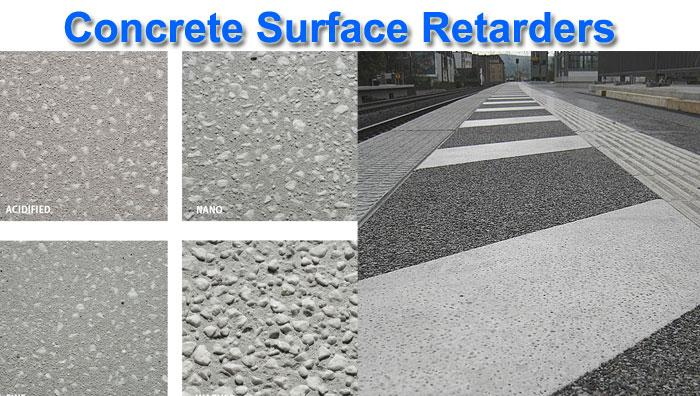 Concrete Surface Retarders
ACIDIFIED
NANO